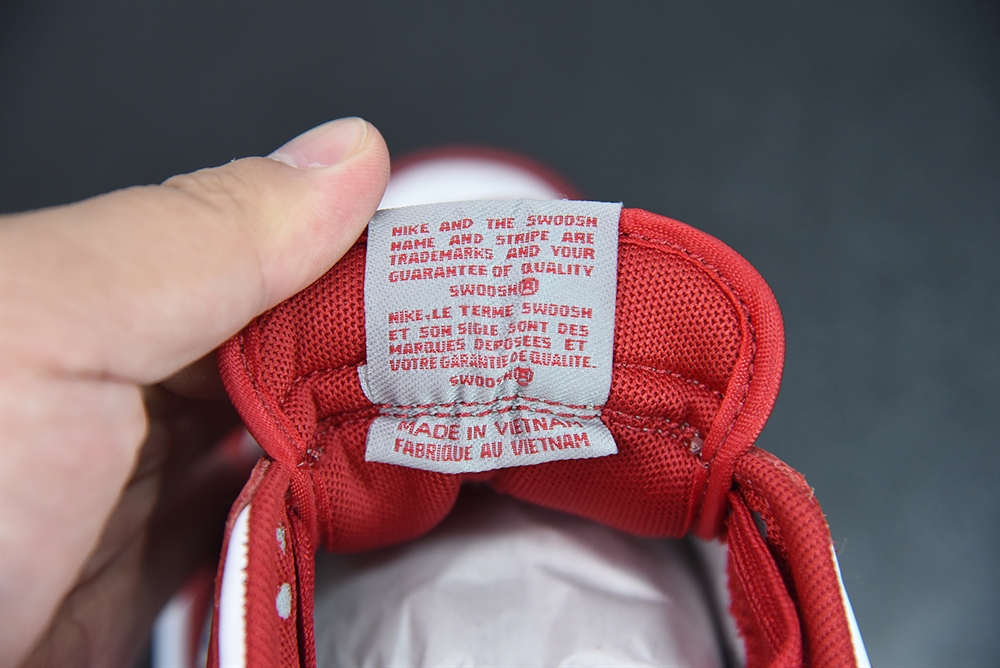 NIKE AND THE SWOOSH
NAME AND STRIPE ARE
TRADEMARKS AND YOUR
GUARANTEE OF QUALITY
SWOOSH®
NIKE, LE TERME SWOOSH
ET SON SIGLE SONT DES
MARQUES DEPOSÉES ET
VOTRE GARANTIE DE QUALITE.
SWOOSH®
MADE IN VIETNAM
FABRIQUE AU VIETNAM